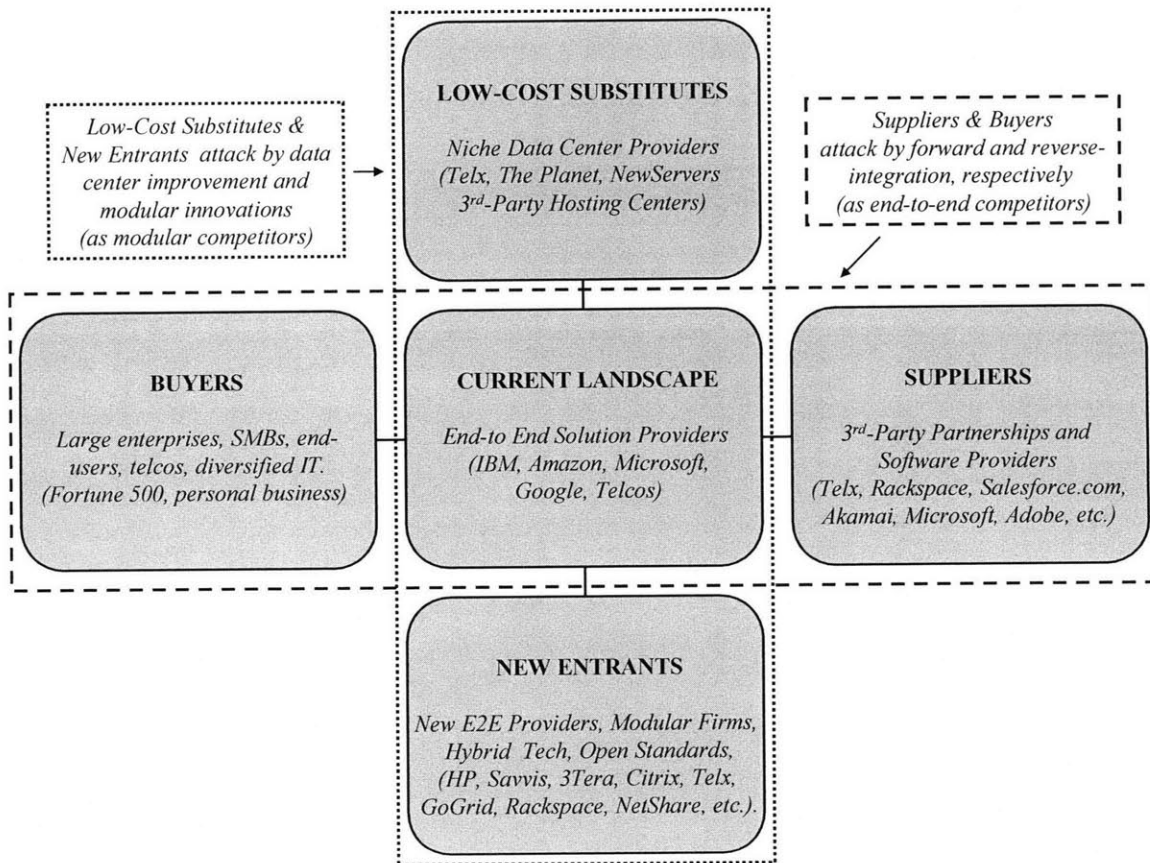 LOW-COST SUBSTITUTES
Niche Data Center Providers
(Telx, The Planet, NewServers
3rd-Party Hosting Centers)
Low-Cost Substitutes &
New Entrants attack by data
center improvement and
modular innovations
(as modular competitors)
Suppliers & Buyers
attack by forward and reverse-
integration, respectively
(as end-to-end competitors)
BUYERS
Large enterprises, SMBs, end-
users, telcos, diversified IT.
(Fortune 500, personal business)
CURRENT LANDSCAPE
End-to End Solution Providers
(IBM, Amazon, Microsoft,
Google, Telcos)
SUPPLIERS
3rd-Party Partnerships and
Software Providers
(Telx, Rackspace, Salesforce.com,
Akamai, Microsoft, Adobe, etc.)
NEW ENTRANTS
New E2E Providers, Modular Firms,
Hybrid Tech, Open Standards,
(HP, Savvis, 3Tera, Citrix, Telx,
GoGrid, Rackspace, NetShare, etc.).